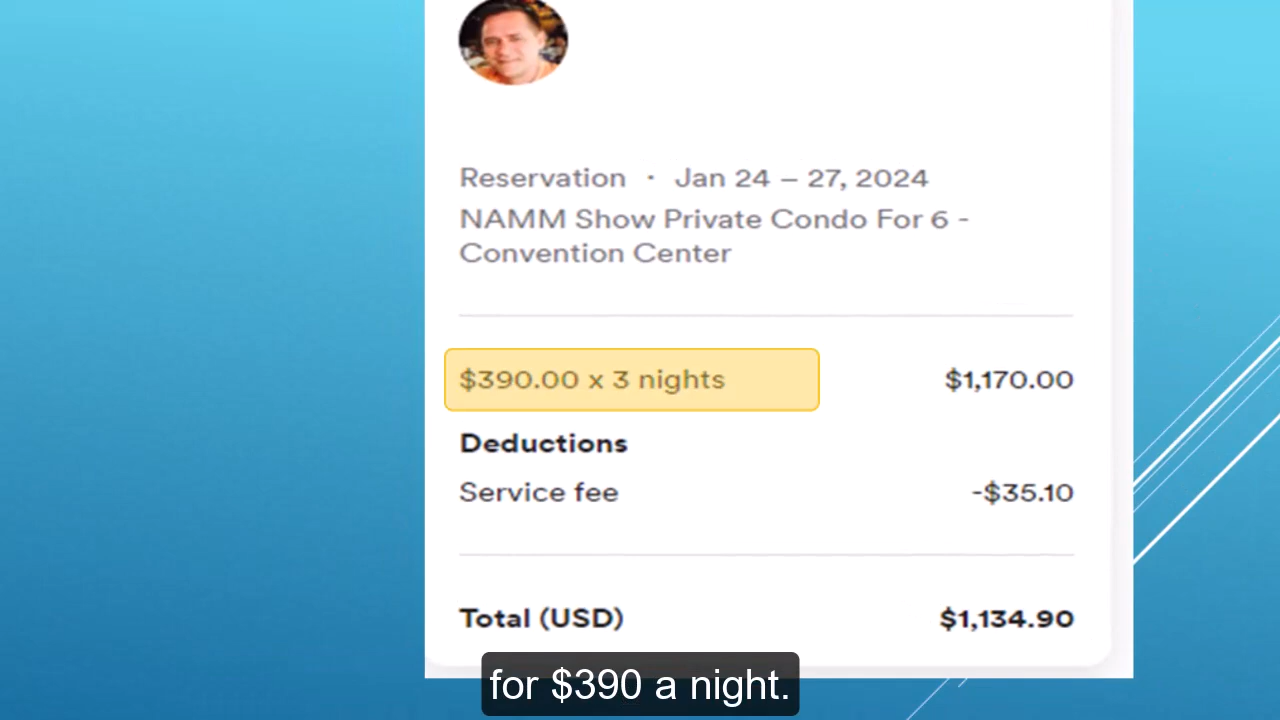 Reservation · Jan 24 – 27, 2024
NAMM Show Private Condo For 6 -
Convention Center
$390.00 x 3 nights $1,170.00
Deductions
Service fee -$35.10
Total (USD) $1,134.90
for $390 a night.